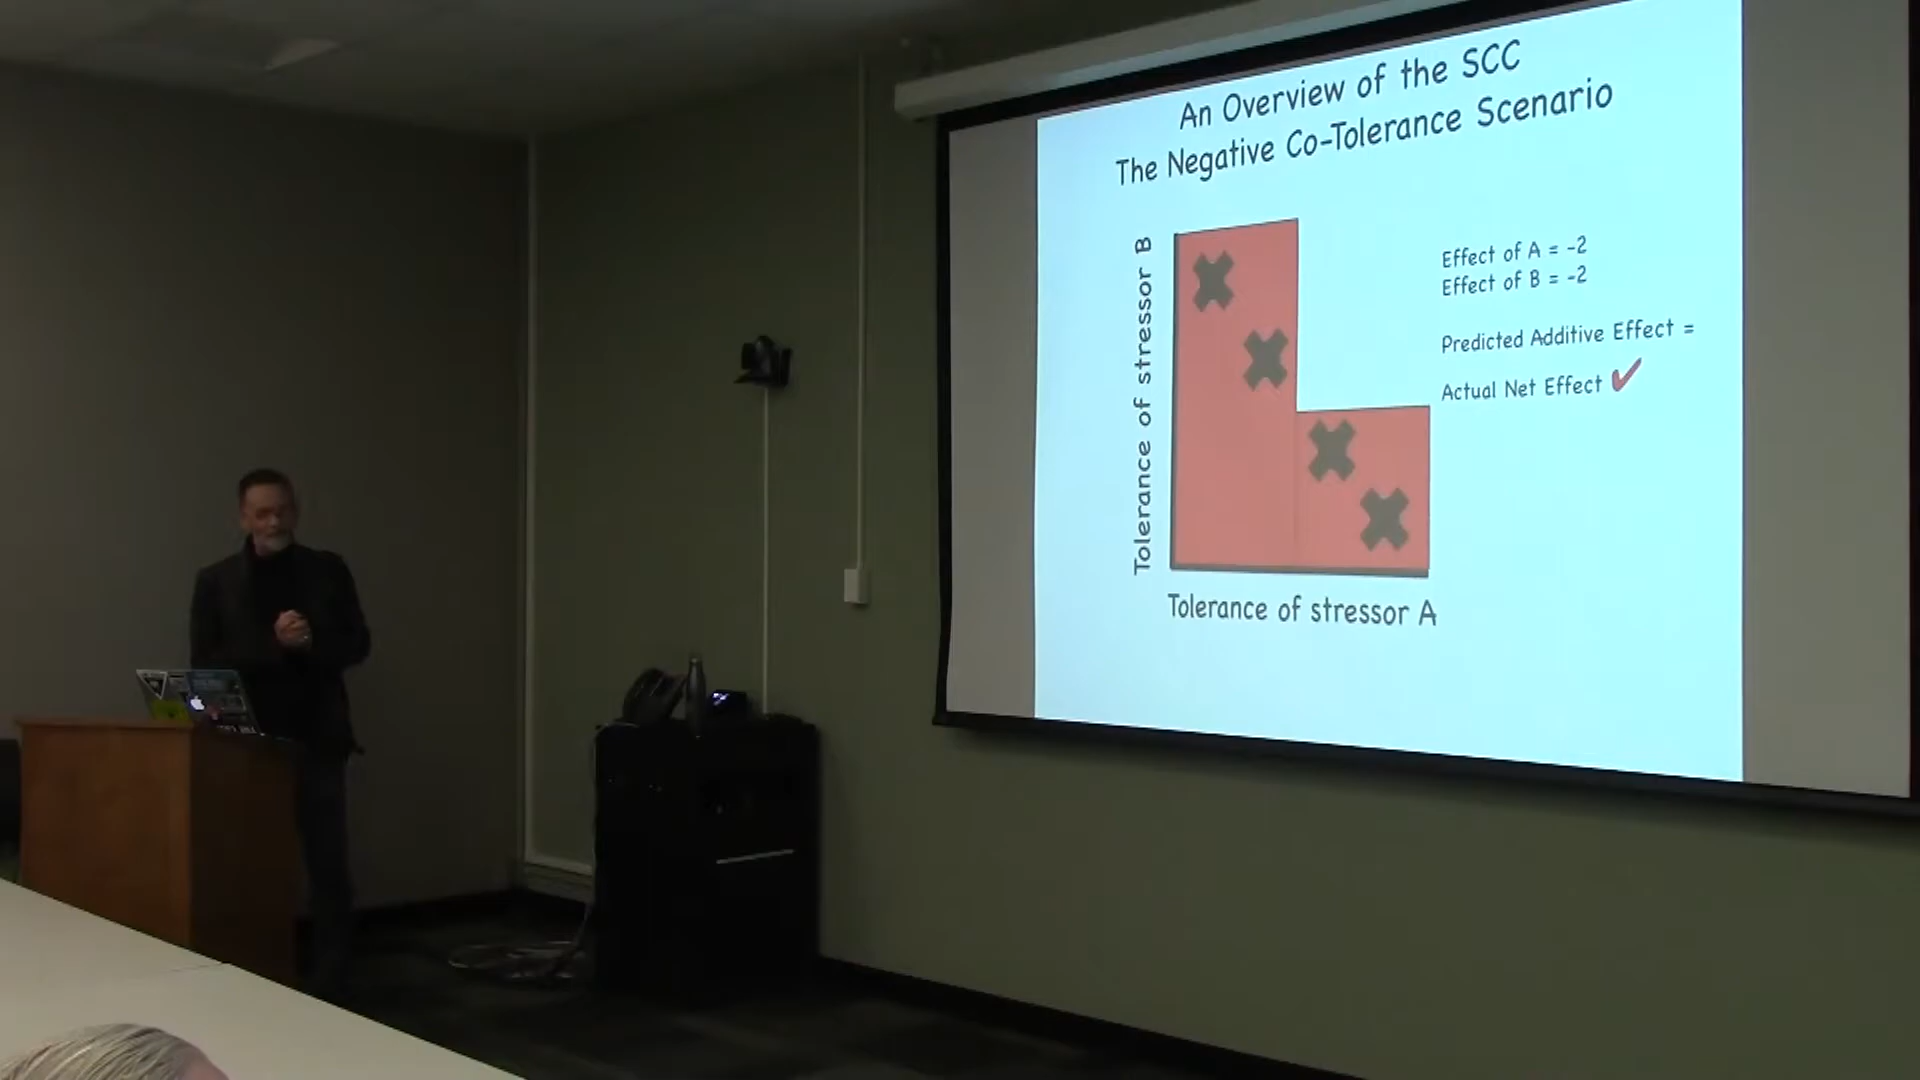 An Overview of the SCC
The Negative Co-Tolerance Scenario
Tolerance of stressor B
Effect of A = -2
Effect of B = -2
Predicted Additive Effect =
Actual Net Effect ✓
Tolerance of stressor A